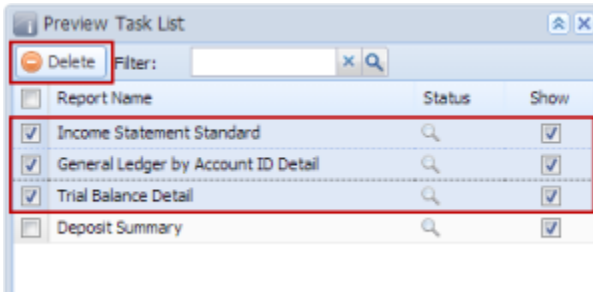 Preview Task List
Delete Filter:
Report Name Status Show
Income Statement Standard
General Ledger by Account ID Detail
Trial Balance Detail
Deposit Summary